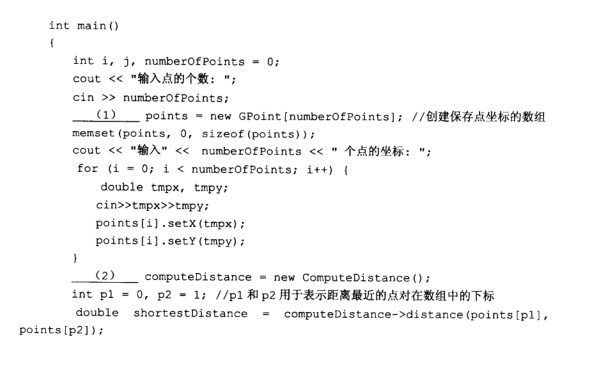 int main()
{
int i, j, numberOfPoints = 0;
cout << "输入点的个数: ";
cin >> numberOfPoints;
(1) points = new GPoint[numberOfPoints]; //创建保存点坐标的数组
memset(points, 0, sizeof(points));
cout << "输入" << numberOfPoints << " 个点的坐标: ";
for (i = 0; i < numberOfPoints; i++) {
double tmpx, tmpy;
cin>>tmpx>>tmpy;
points[i].setX(tmpx);
points[i].setY(tmpy);
}
(2) computeDistance = new ComputeDistance();
int p1 = 0, p2 = 1; //p1 和 p2 用于表示距离最近的点对在数组中的下标
double shortestDistance = computeDistance->distance(points[p1],
points[p2]);